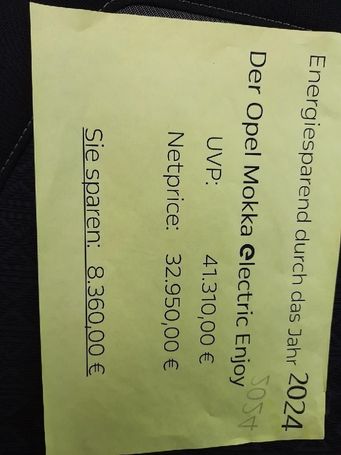 Energiesparend durch das Jahr 2024
Der Opel Mokka electric Enjoy
2024
UVP: 41.310,00 €
Netprice: 32.950,00 €
Sie sparen: 8.360,00 €